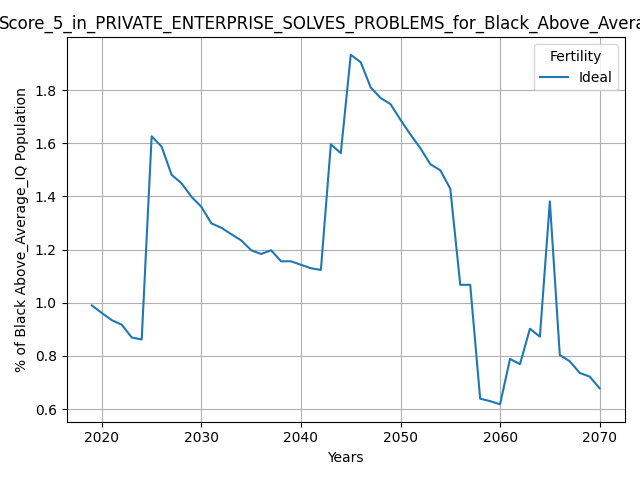 Score_5_in_PRIVATE_ENTERPRISE_SOLVES_PROBLEMS_for_Black_Above_Avera
Fertility
Ideal
% of Black Above_Average_IQ Population
1.8
1.6
1.4
1.2
1.0
0.8
0.6
2020 2030 2040 2050 2060 2070
Years